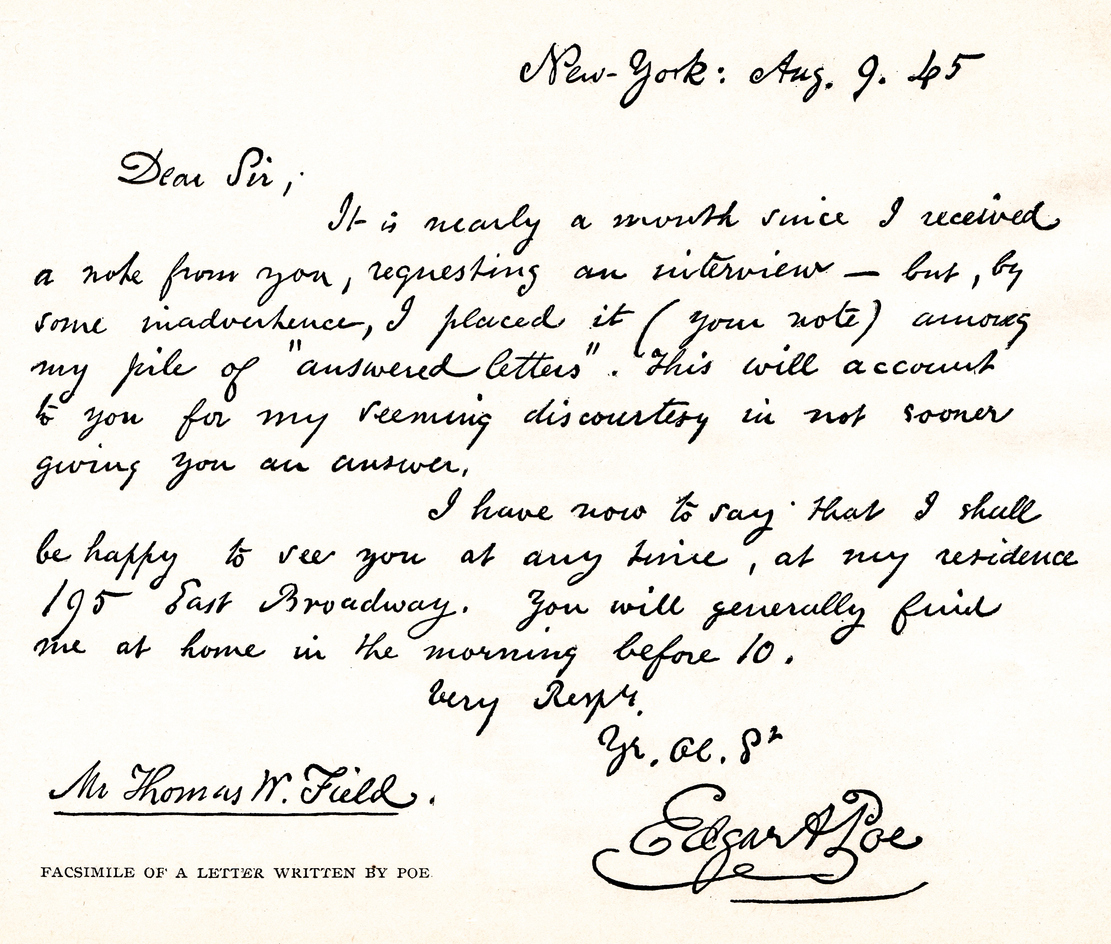 New-York: Aug. 9. 45
Dear Sir;
It is nearly a month since I received
a note from you, requesting an interview — but, by
some inadvertence, I placed it (your note) among
my pile of "answered letters". This will account
to you for my seeming discourtesy in not sooner
giving you an answer.
I have now to say that I shall
be happy to see you at any time, at my residence
195 East Broadway. You will generally find
me at home in the morning before 10.
Very Respy.
Yr. Ob. St
Mr Thomas W. Field.
Edgar A Poe
FACSIMILE OF A LETTER WRITTEN BY POE.